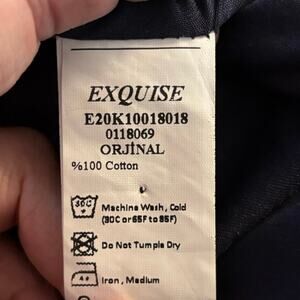 EXQUISE
E20K10018018
0118069
ORJİNAL
%100 Cotton
30C Machine Wash, Cold
(30C or 65F to 85F)
Do Not Tumple Dry
Iron, Medium